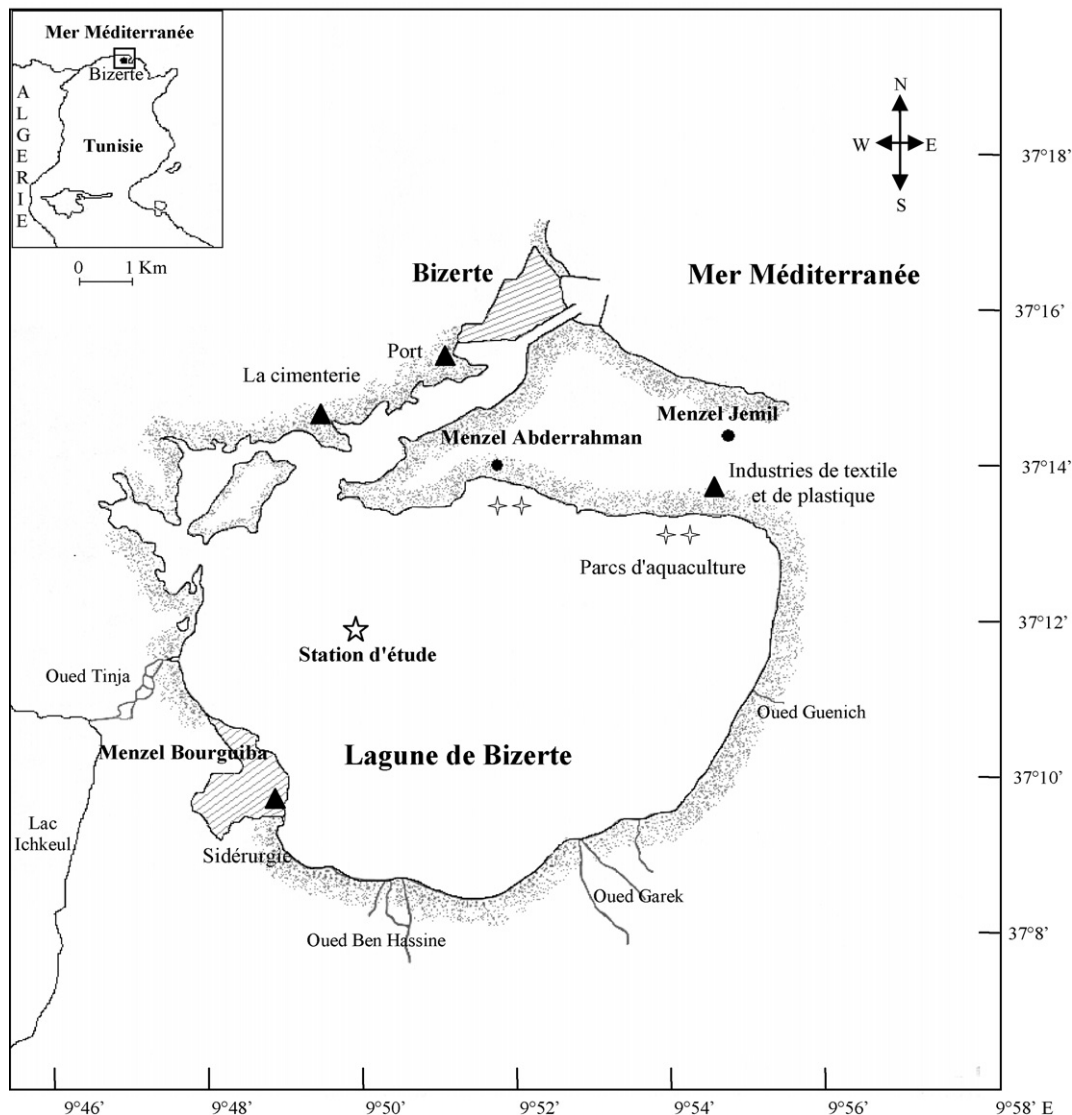 Mer Méditerranée
Bizerte
ALGERIE
Tunisie
0 1 Km
N
W E
S
37°18’
Bizerte
Mer Méditerranée
37°16’
Port
La cimenterie
Menzel Jemil
Menzel Abderrahman
37°14’
Industries de textile
et de plastique
Parcs d'aquaculture
37°12’
Station d'étude
Oued Tinja
Oued Guenich
Menzel Bourguiba
Lagune de Bizerte
37°10’
Lac
Ichkeul
Sidérurgie
Oued Garek
Oued Ben Hassine
37°8’
9°46’ 9°48’ 9°50’ 9°52’ 9°54’ 9°56’ 9°58’ E